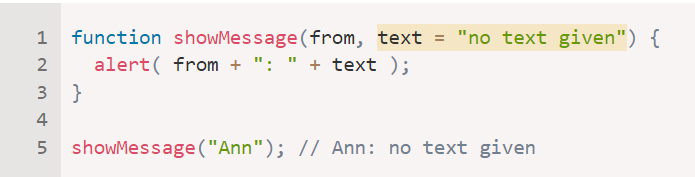 1 function showMessage(from, text = "no text given") {
2   alert( from + ": " + text );
3 }
4
5 showMessage("Ann"); // Ann: no text given